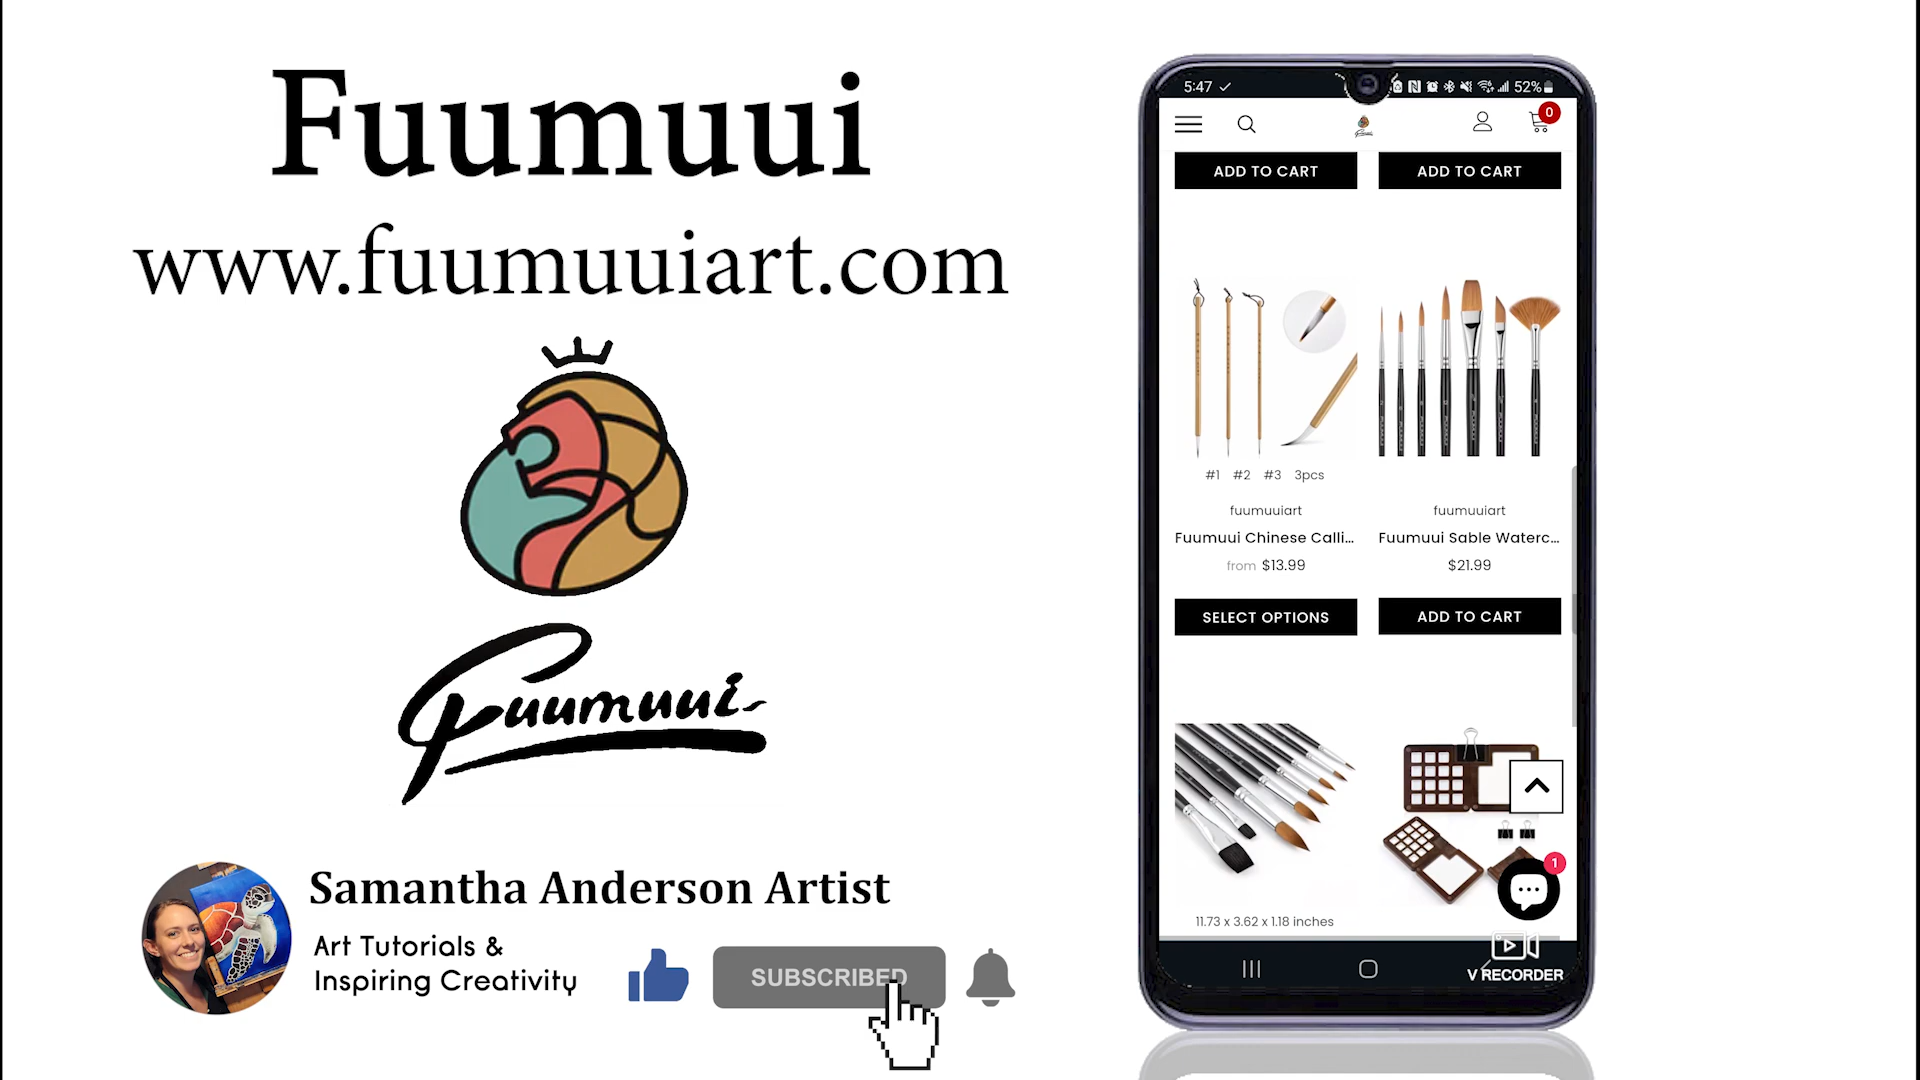 Fuumuui
www.fuumuuiart.com
Fuumuui
Samantha Anderson Artist
Art Tutorials &
Inspiring Creativity
SUBSCRIBED
5:47
52%
0
ADD TO CART
ADD TO CART
#1 #2 #3 3pcs
fuumuuiart
fuumuuiart
Fuumuui Chinese Calli...
Fuumuui Sable Waterc...
from $13.99
$21.99
SELECT OPTIONS
ADD TO CART
1
11.73 x 3.62 x 1.18 inches
V RECORDER